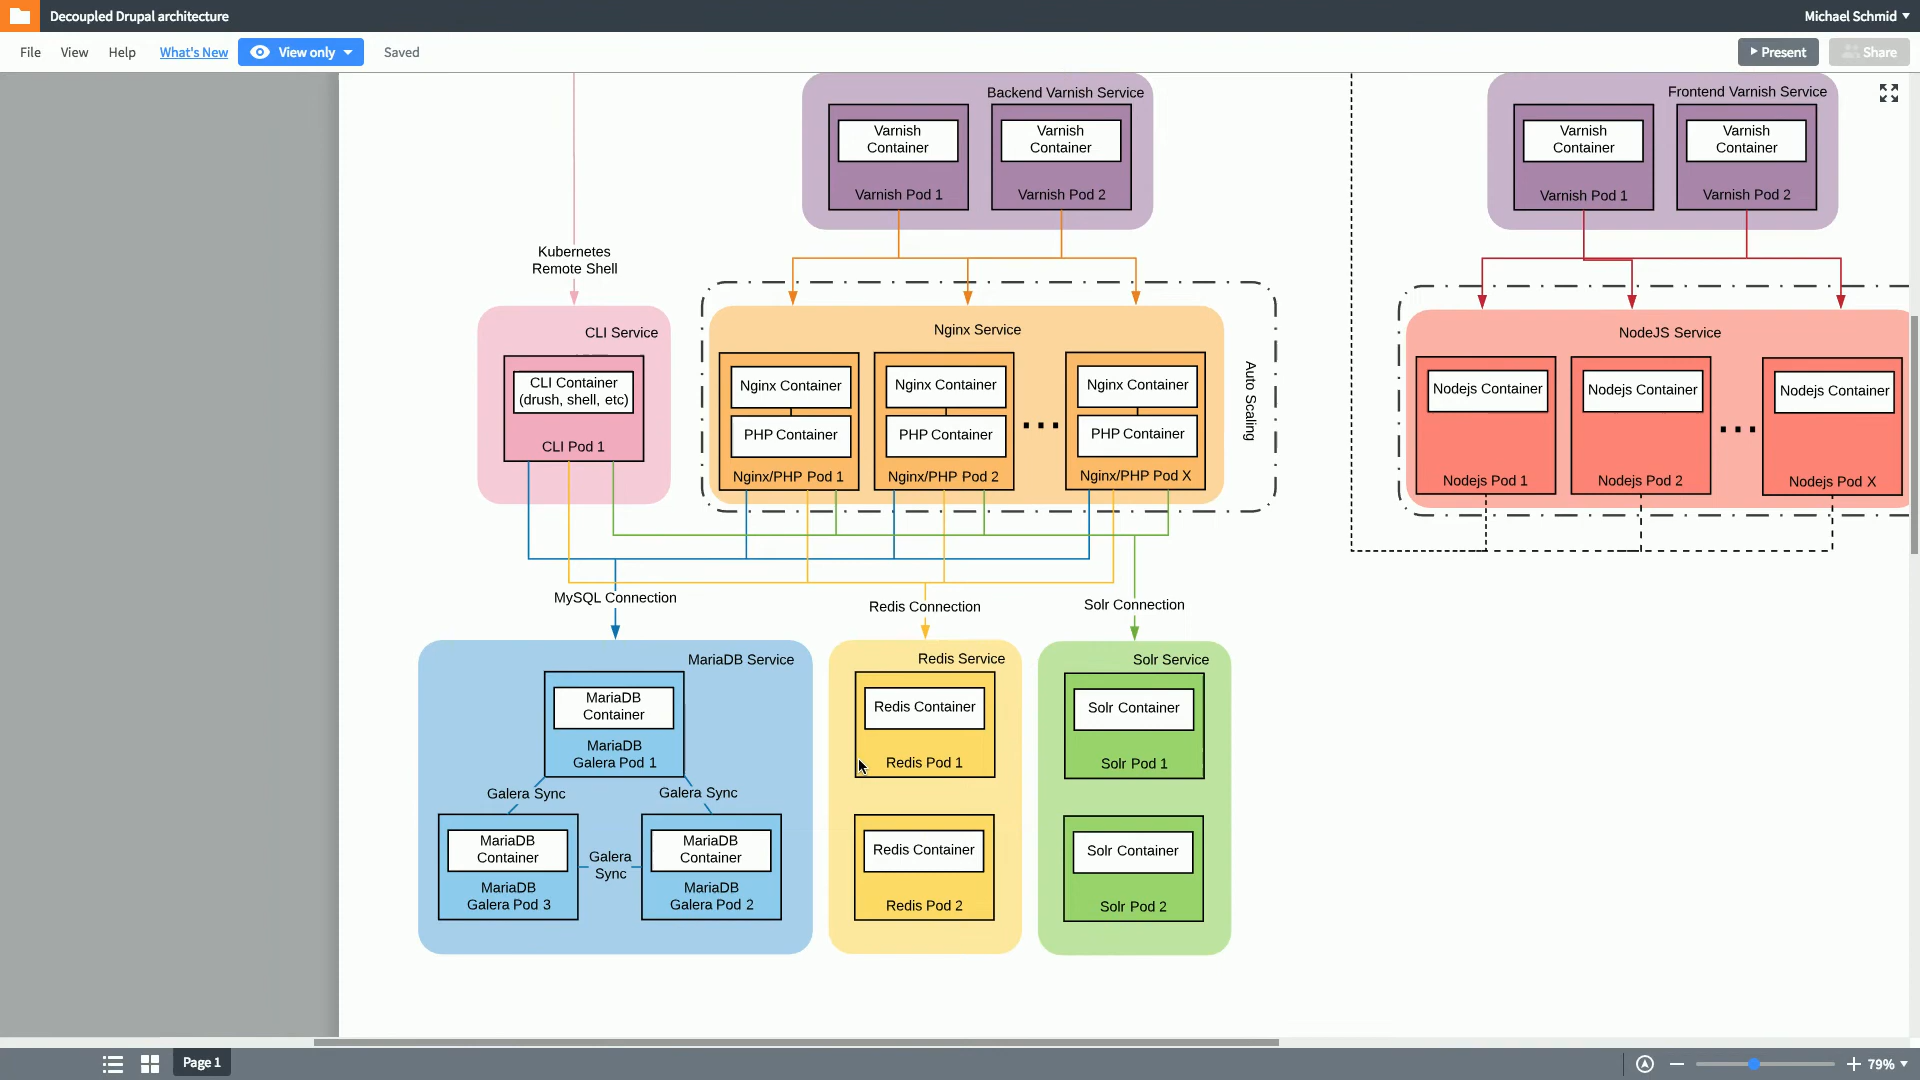 Decoupled Drupal architecture
Michael Schmid
File
View
Help
What's New
View only
Saved
Present
Share
Backend Varnish Service
Varnish
Container
Varnish Pod 1
Varnish
Container
Varnish Pod 2
Frontend Varnish Service
Varnish
Container
Varnish Pod 1
Varnish
Container
Varnish Pod 2
Kubernetes
Remote Shell
CLI Service
CLI Container
(drush, shell, etc)
CLI Pod 1
Nginx Service
Nginx Container
PHP Container
Nginx/PHP Pod 1
Nginx Container
PHP Container
Nginx/PHP Pod 2
Nginx Container
PHP Container
Nginx/PHP Pod X
Auto Scaling
NodeJS Service
Nodejs Container
Nodejs Pod 1
Nodejs Container
Nodejs Pod 2
Nodejs Container
Nodejs Pod X
MySQL Connection
Redis Connection
Solr Connection
MariaDB Service
MariaDB
Container
MariaDB
Galera Pod 1
Galera Sync
Galera Sync
MariaDB
Container
MariaDB
Galera Pod 3
Galera
Sync
MariaDB
Container
MariaDB
Galera Pod 2
Redis Service
Redis Container
Redis Pod 1
Redis Container
Redis Pod 2
Solr Service
Solr Container
Solr Pod 1
Solr Container
Solr Pod 2
Page 1
79%